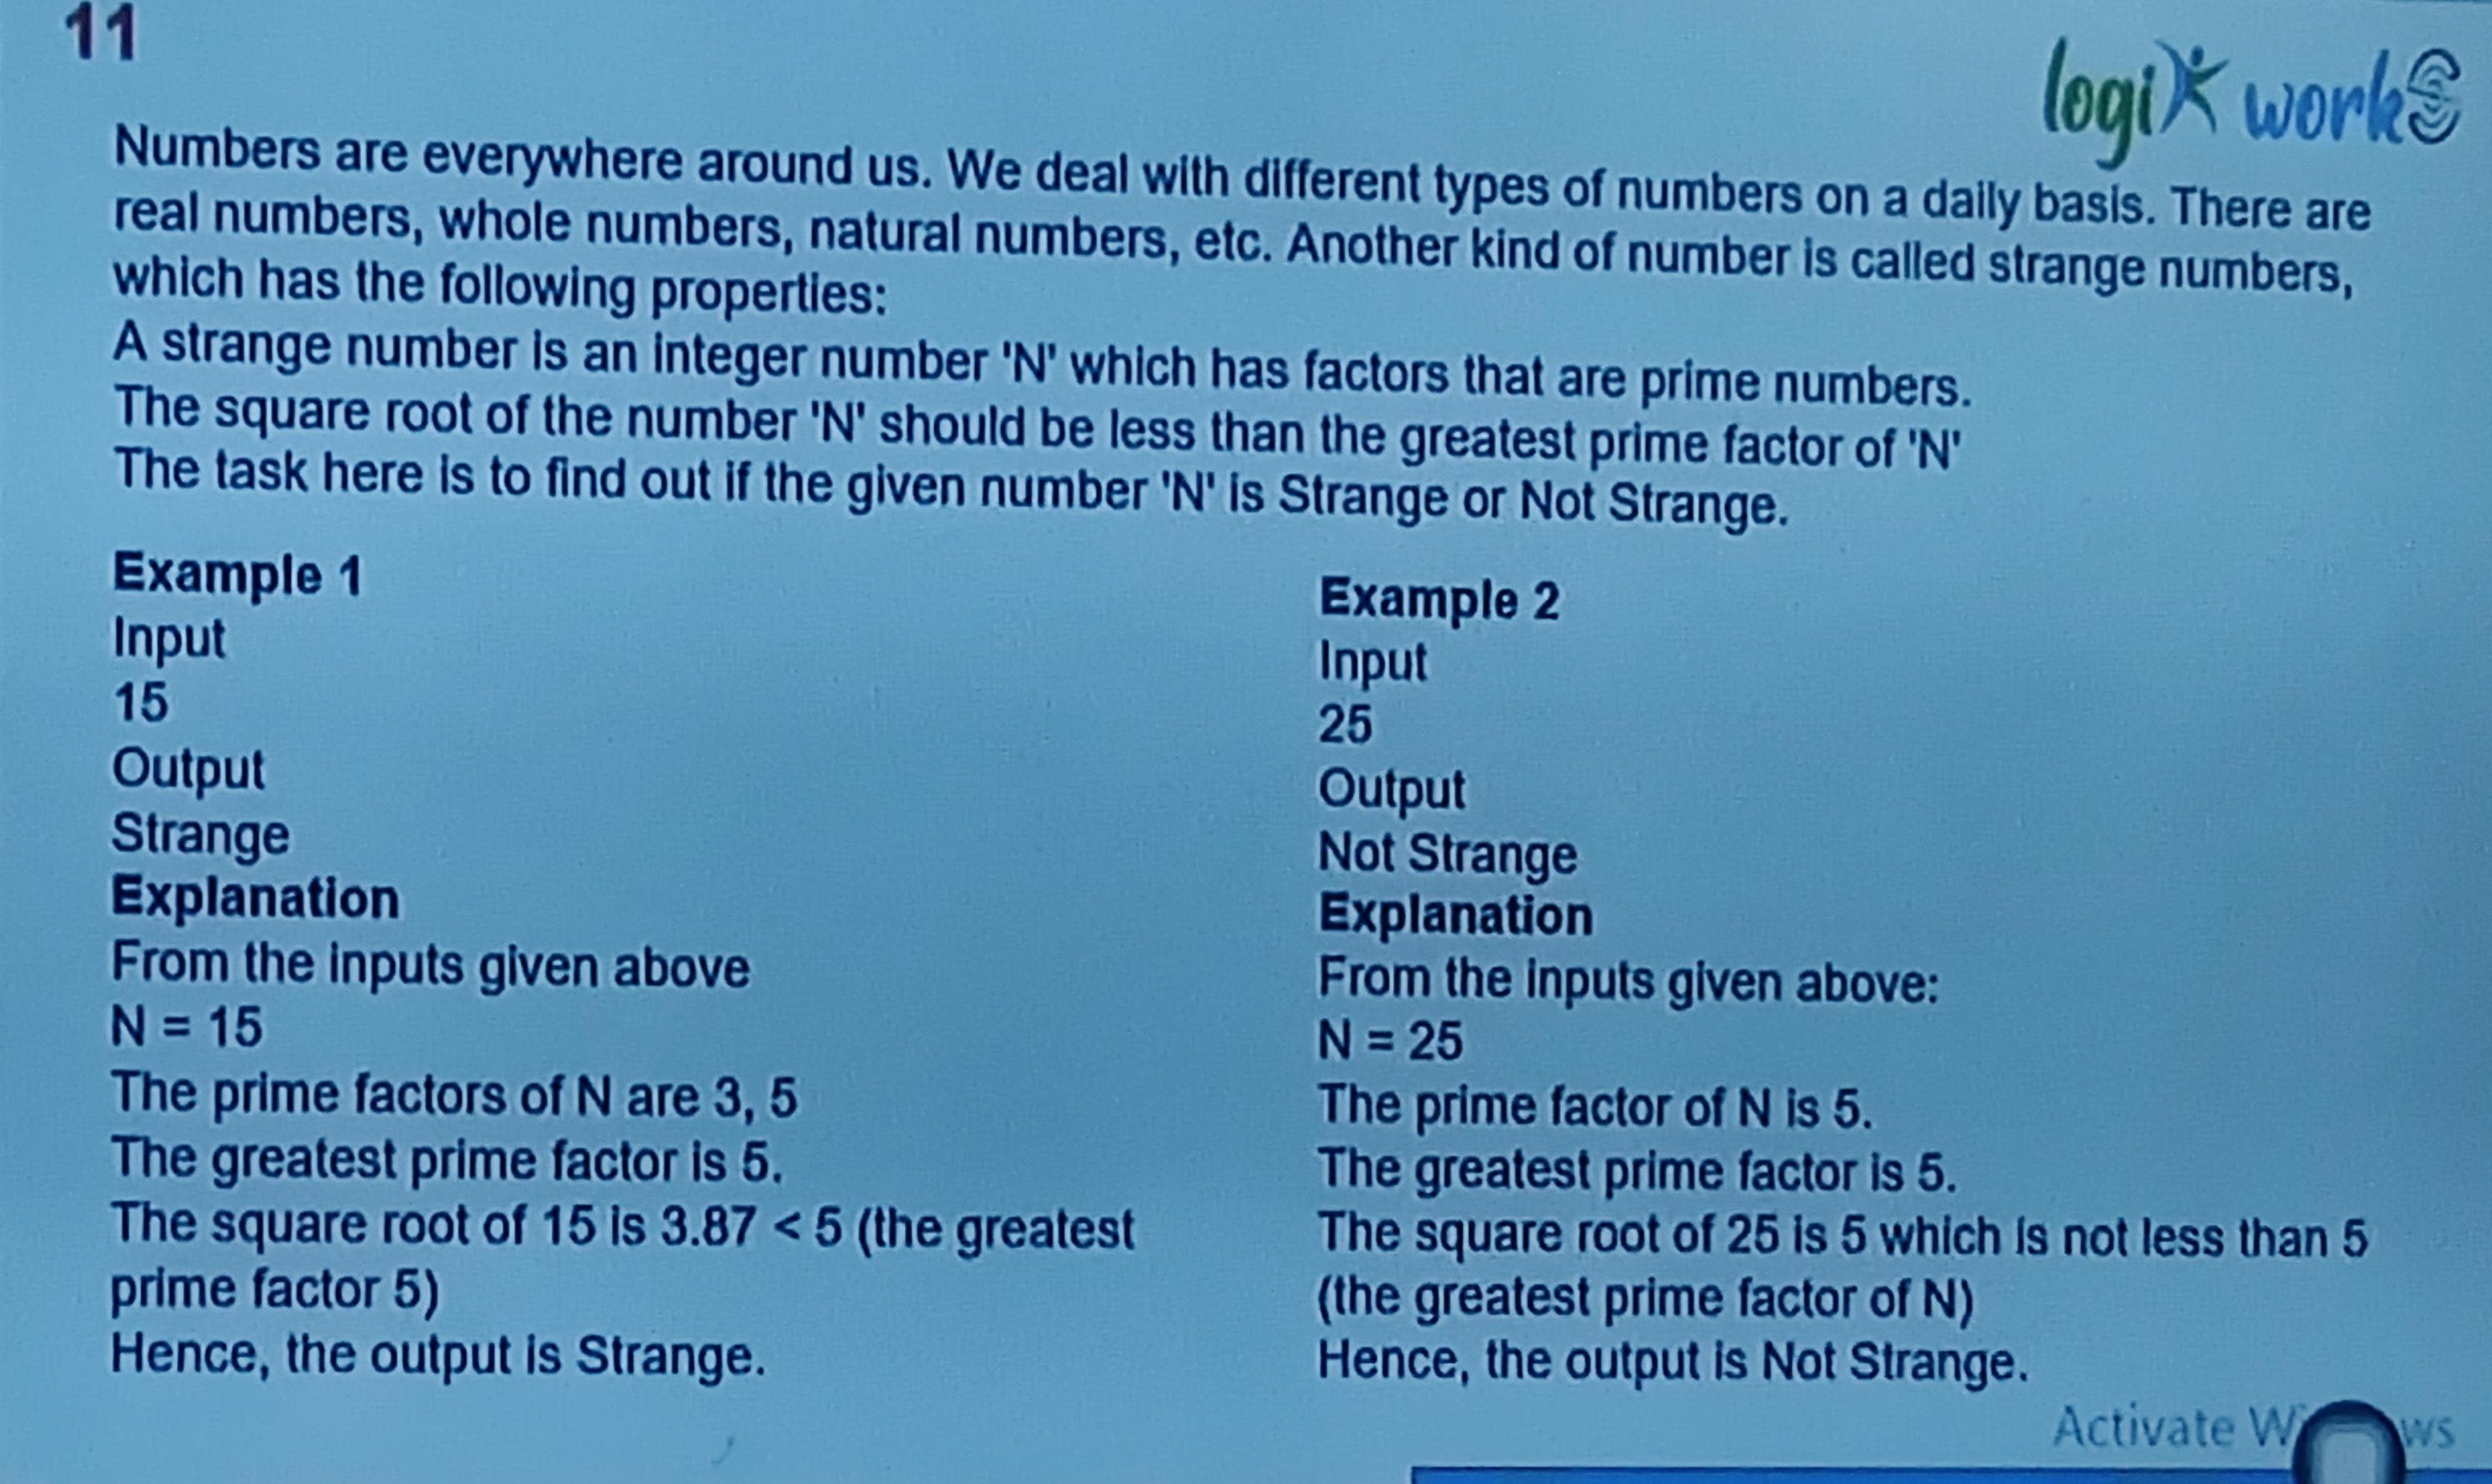 11
logiX works
Numbers are everywhere around us. We deal with different types of numbers on a daily basis. There are
real numbers, whole numbers, natural numbers, etc. Another kind of number is called strange numbers,
which has the following properties:
A strange number is an integer number 'N' which has factors that are prime numbers.
The square root of the number 'N' should be less than the greatest prime factor of 'N'
The task here is to find out if the given number 'N' is Strange or Not Strange.
Example 1
Input
15
Output
Strange
Explanation
From the inputs given above
N = 15
The prime factors of N are 3, 5
The greatest prime factor is 5.
The square root of 15 is 3.87 < 5 (the greatest
prime factor 5)
Hence, the output is Strange.
Example 2
Input
25
Output
Not Strange
Explanation
From the inputs given above:
N = 25
The prime factor of N is 5.
The greatest prime factor is 5.
The square root of 25 is 5 which is not less than 5
(the greatest prime factor of N)
Hence, the output is Not Strange.
Activate